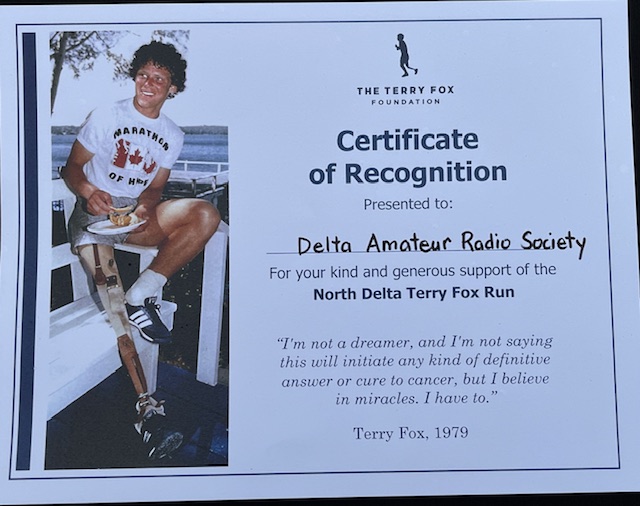 MARATHON
OF HOPE
THE TERRY FOX
FOUNDATION
Certificate
of Recognition
Presented to:
Delta Amateur Radio Society
For your kind and generous support of the
North Delta Terry Fox Run
“I'm not a dreamer, and I'm not saying
this will initiate any kind of definitive
answer or cure to cancer, but I believe
in miracles. I have to.”
Terry Fox, 1979